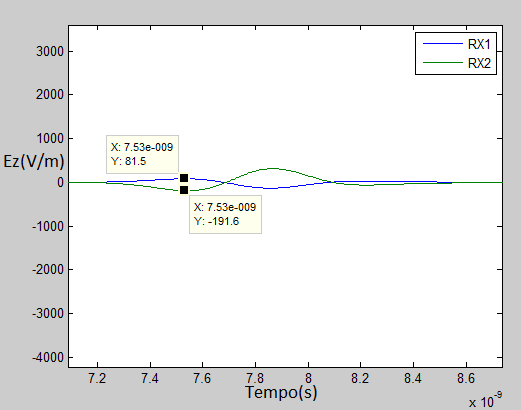 3000
2000
1000
Ez(V/m)
0
-1000
-2000
-3000
-4000
RX1
RX2
X: 7.53e-009
Y: 81.5
X: 7.53e-009
Y: -191.6
7.2 7.4 7.6 7.8 8 8.2 8.4 8.6
Tempo(s)
x 10⁻⁹